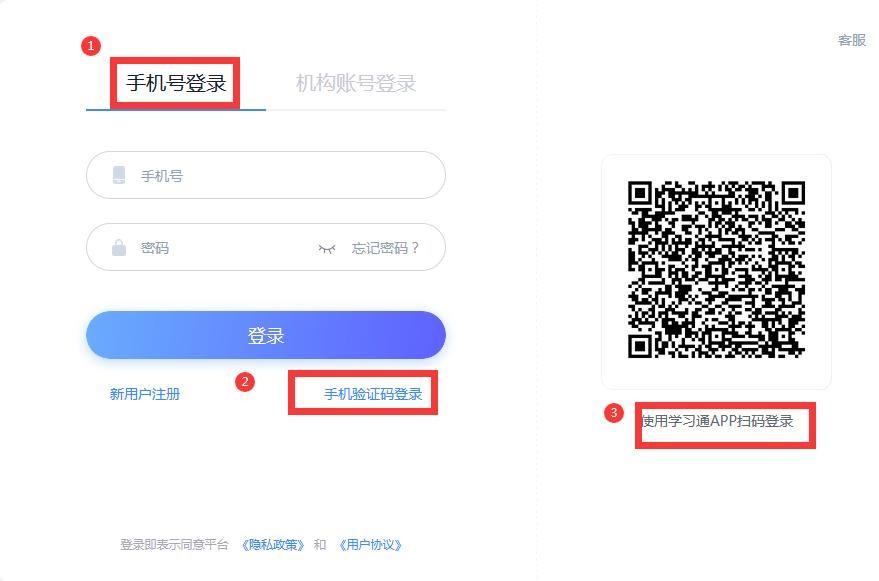 客服
1
手机号登录 机构账号登录
手机号
密码 忘记密码？
登录
新用户注册 2 手机验证码登录
3 使用学习通APP扫码登录
登录即表示同意平台 《隐私政策》 和 《用户协议》